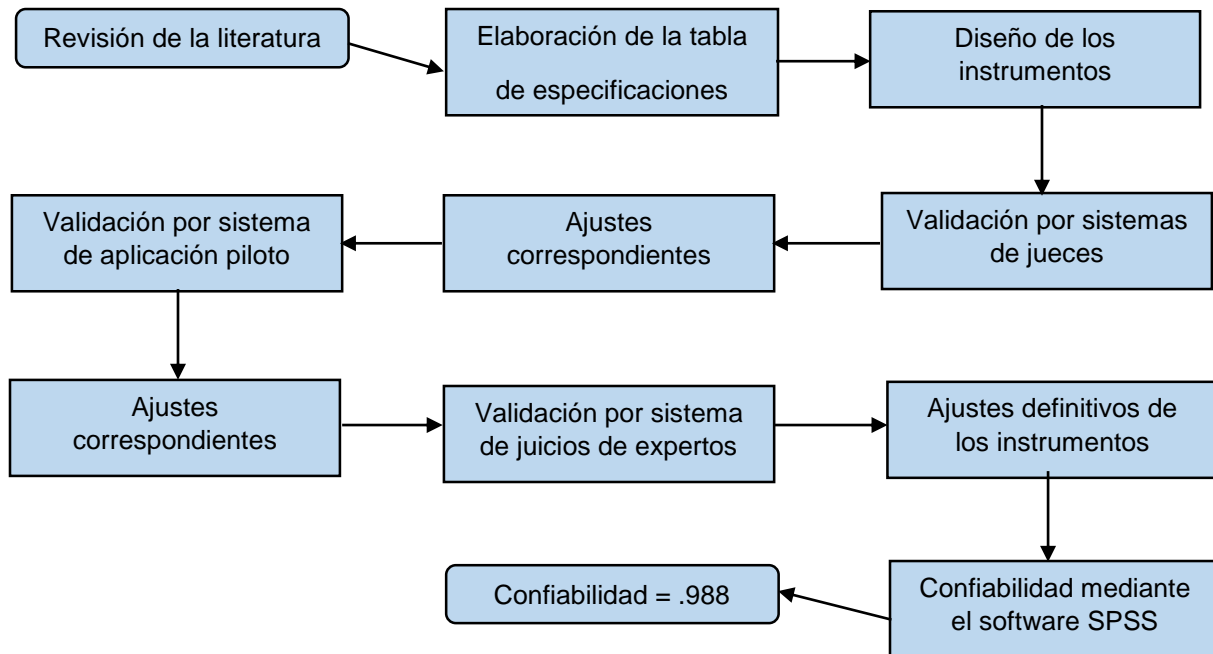 Revisión de la literatura
Elaboración de la tabla
de especificaciones
Diseño de los
instrumentos
Validación por sistemas
de jueces
Ajustes
correspondientes
Validación por sistema
de aplicación piloto
Ajustes
correspondientes
Validación por sistema
de juicios de expertos
Ajustes definitivos de
los instrumentos
Confiabilidad mediante
el software SPSS
Confiabilidad = .988